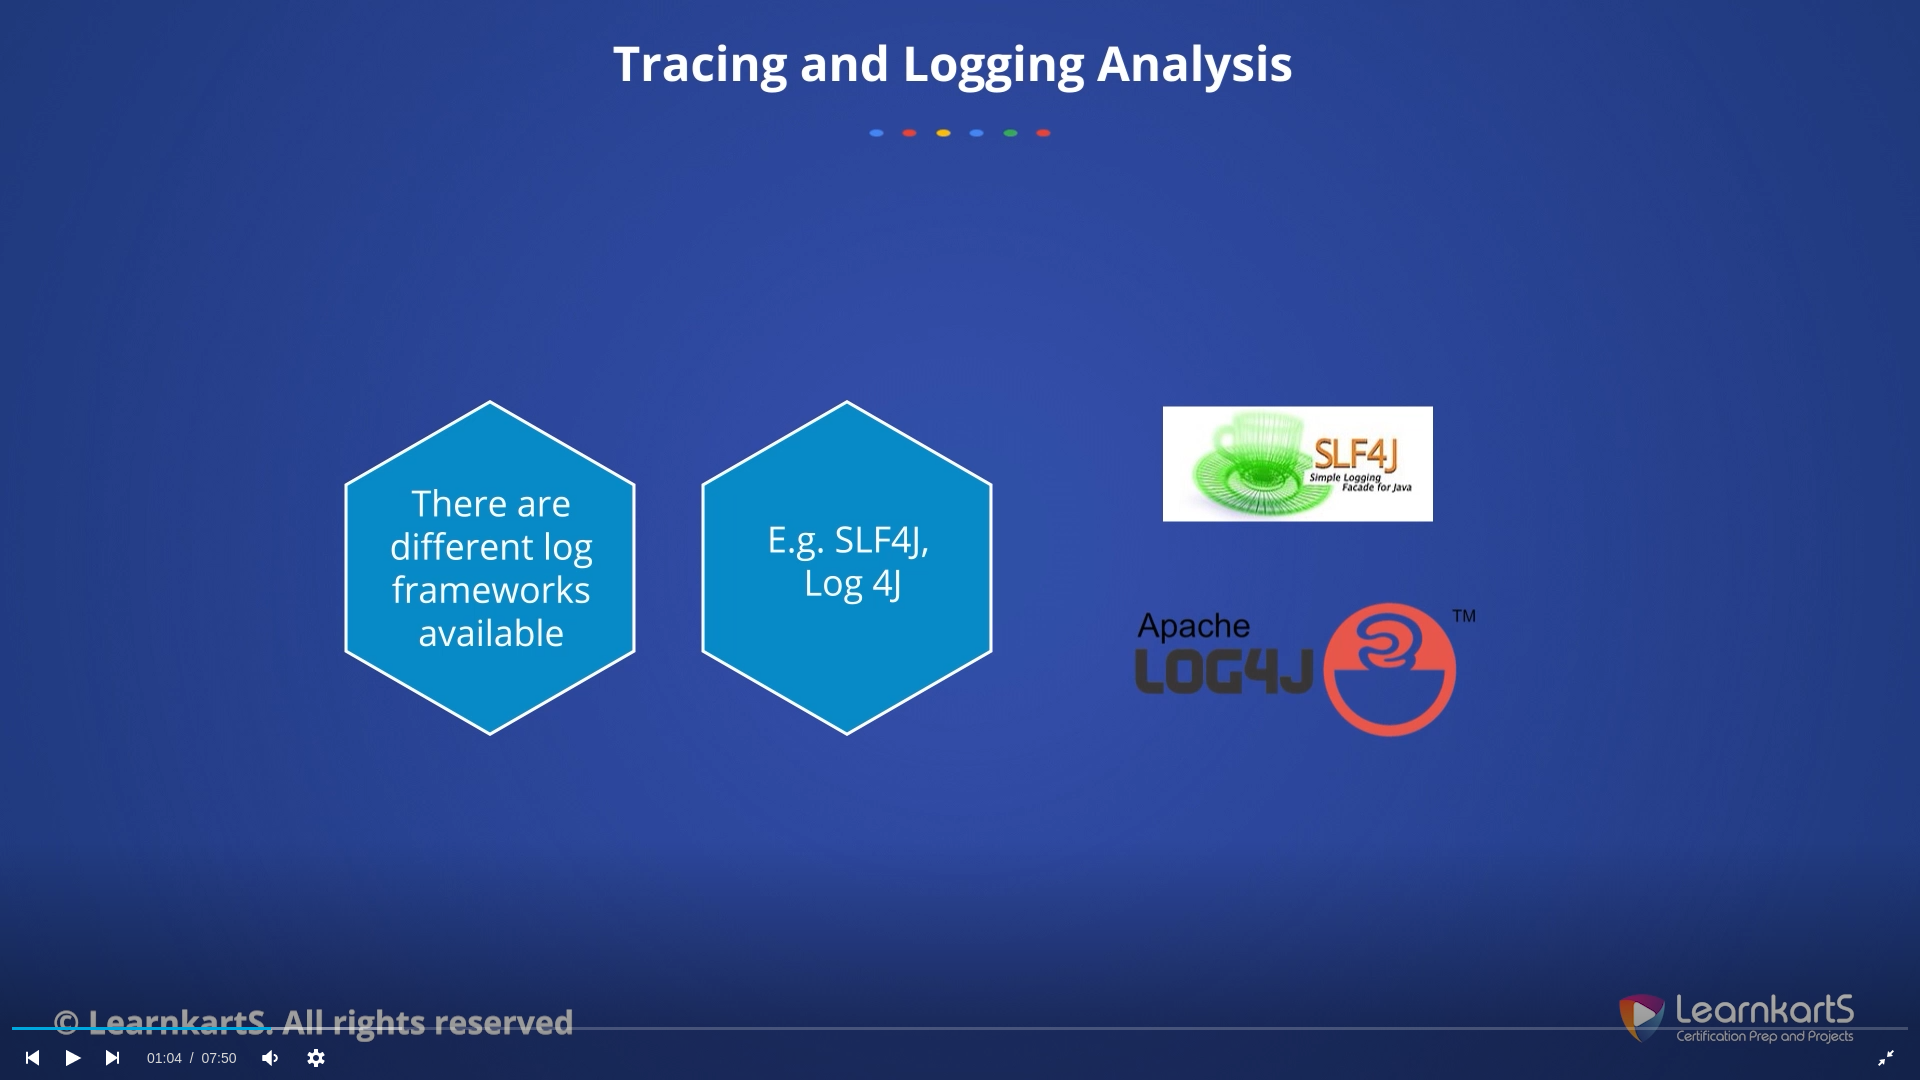 Tracing and Logging Analysis
There are
different log
frameworks
available
E.g. SLF4J,
Log 4J
SLF4J
Simple Logging
Facade for Java
Apache
LOG4J
TM
© LearnkartS. All rights reserved
LearnkartS
Certification Prep and Projects
01:04 / 07:50